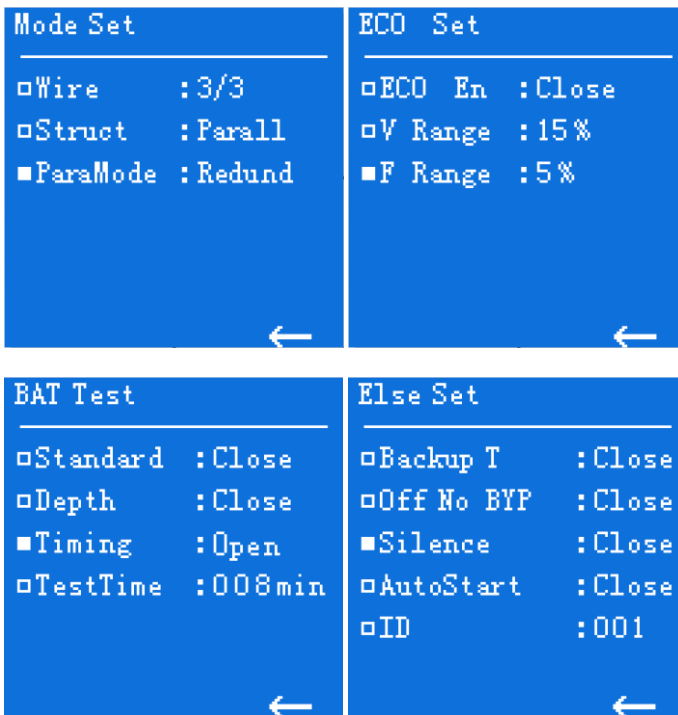 Mode Set
Wire :3/3
Struct :Parall
ParaMode :Redund
ECO Set
ECO En :Close
V Range :15%
F Range :5%
BAT Test
Standard :Close
Depth :Close
Timing :Open
TestTime :008min
Else Set
Backup T :Close
Off No BYP :Close
Silence :Close
AutoStart :Close
ID :001